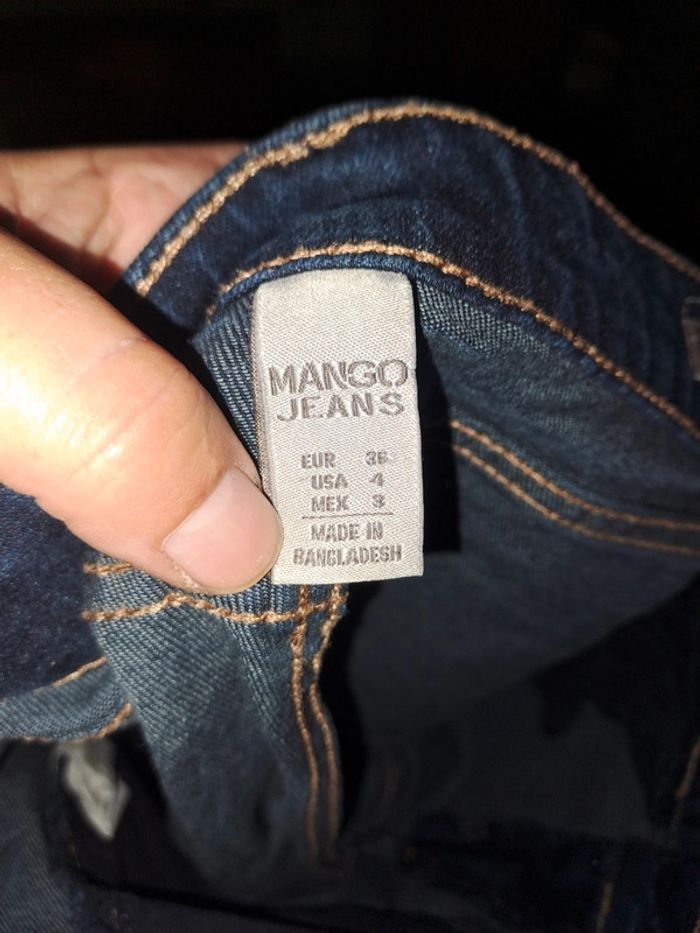 MANGO
JEANS
EUR 36
USA 4
MEX 3
MADE IN
BANGLADESH